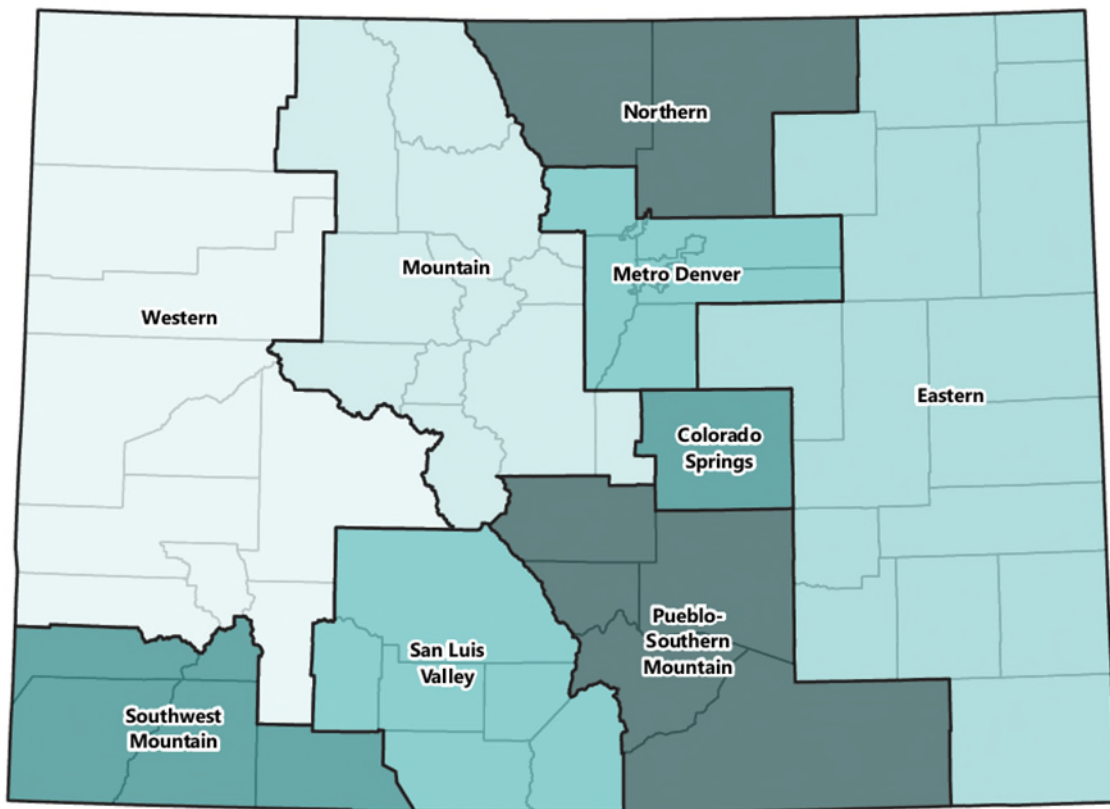 Northern
Mountain
Metro Denver
Western
Eastern
Colorado
Springs
Pueblo-
Southern
Mountain
San Luis
Valley
Southwest
Mountain